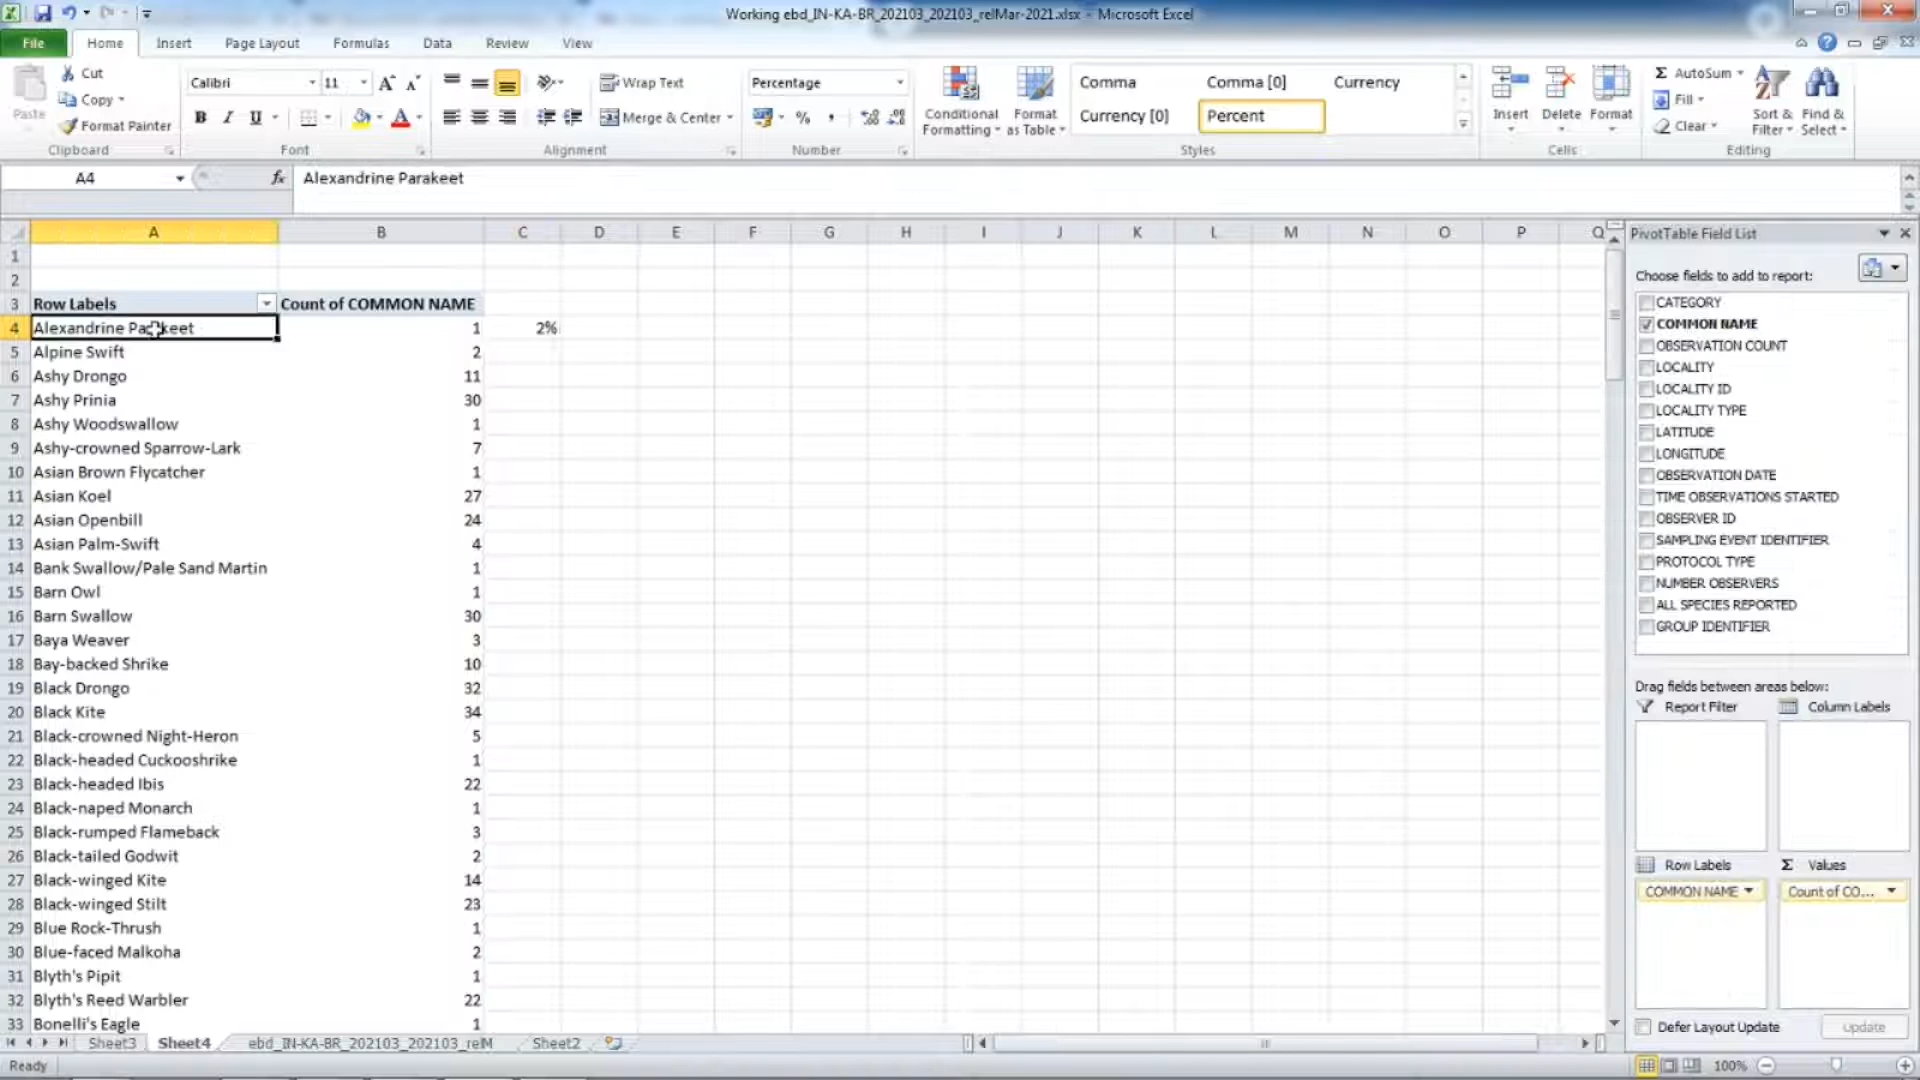 Working ebd_IN-KA-BR_202103_202103_relMar-2021.xlsx - Microsoft Excel
File Home Insert Page Layout Formulas Data Review View
Paste
Cut
Copy
Format Painter
Clipboard
Calibri 11
B I U
Font
Wrap Text
Merge & Center
Alignment
Percentage
%
Number
Conditional Formatting
Format as Table
Comma Comma [0] Currency
Currency [0] Percent
Styles
Insert Delete Format
Cells
Σ AutoSum
Fill
Clear
Sort & Filter
Find & Select
Editing
A4 fx Alexandrine Parakeet
A B C D E F G H I J K L M N O P Q
1
2
3 Row Labels Count of COMMON NAME
4 Alexandrine Parakeet 1 2%
5 Alpine Swift 2
6 Ashy Drongo 11
7 Ashy Prinia 30
8 Ashy Woodswallow 1
9 Ashy-crowned Sparrow-Lark 7
10 Asian Brown Flycatcher 1
11 Asian Koel 27
12 Asian Openbill 24
13 Asian Palm-Swift 4
14 Bank Swallow/Pale Sand Martin 1
15 Barn Owl 1
16 Barn Swallow 30
17 Baya Weaver 3
18 Bay-backed Shrike 10
19 Black Drongo 32
20 Black Kite 34
21 Black-crowned Night-Heron 5
22 Black-headed Cuckooshrike 1
23 Black-headed Ibis 22
24 Black-naped Monarch 1
25 Black-rumped Flameback 3
26 Black-tailed Godwit 2
27 Black-winged Kite 14
28 Black-winged Stilt 23
29 Blue Rock-Thrush 1
30 Blue-faced Malkoha 2
31 Blyth's Pipit 1
32 Blyth's Reed Warbler 22
33 Bonelli's Eagle 1
PivotTable Field List
Choose fields to add to report:
CATEGORY
COMMON NAME
OBSERVATION COUNT
LOCALITY
LOCALITY ID
LOCALITY TYPE
LATITUDE
LONGITUDE
OBSERVATION DATE
TIME OBSERVATIONS STARTED
OBSERVER ID
SAMPLING EVENT IDENTIFIER
PROTOCOL TYPE
NUMBER OBSERVERS
ALL SPECIES REPORTED
GROUP IDENTIFIER
Drag fields between areas below:
Report Filter Column Labels
Row Labels Σ Values
COMMON NAME Count of CO...
Defer Layout Update Update
Sheet3 Sheet4 ebd_IN-KA-BR_202103_202103_relM Sheet2
Ready 100%